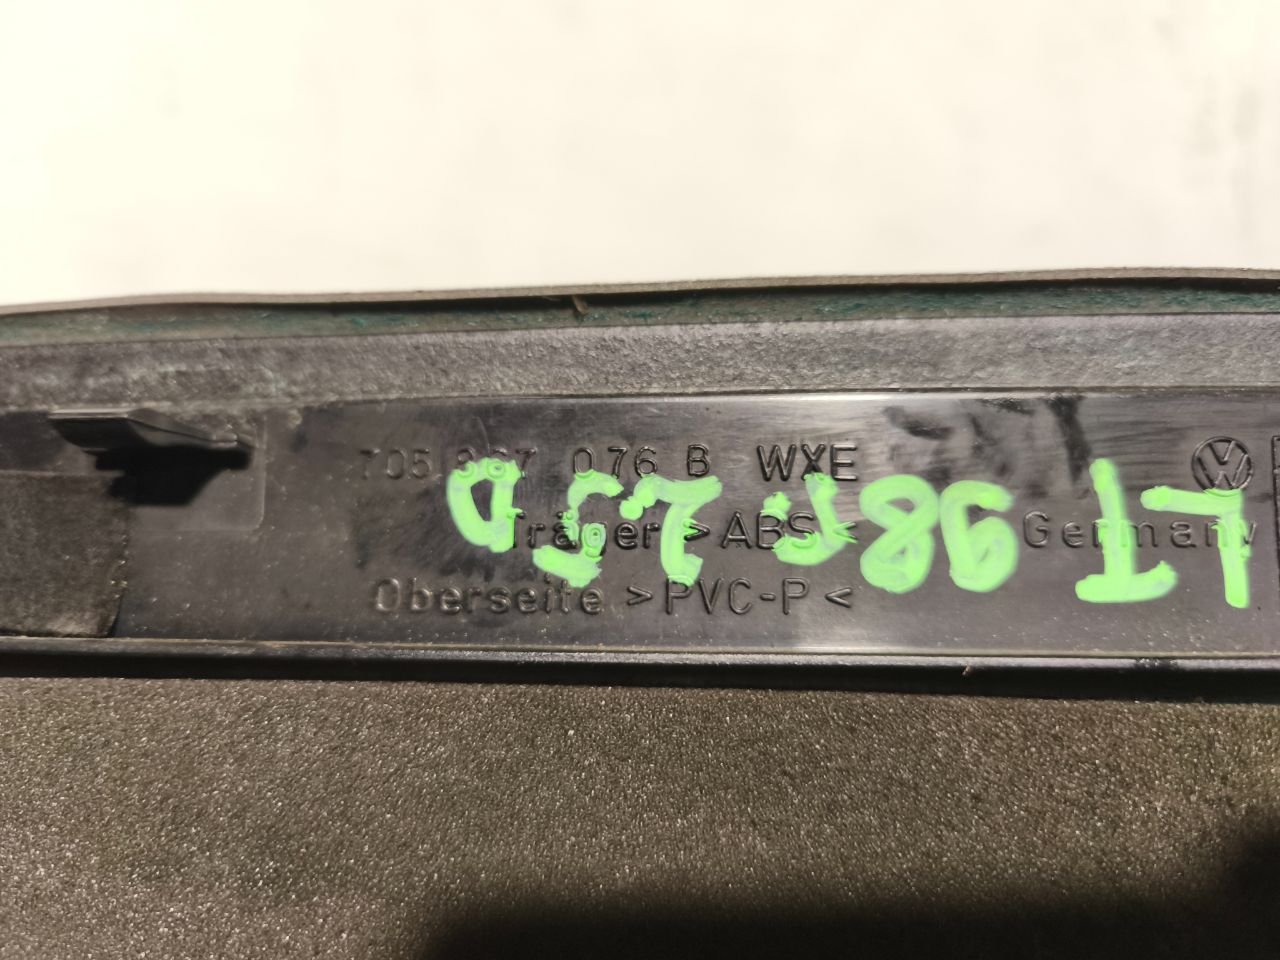 705 867 076 B WXE
Träger >ABS<
Germany
Oberseite >PVC-P<
LT 98r. 2.5D